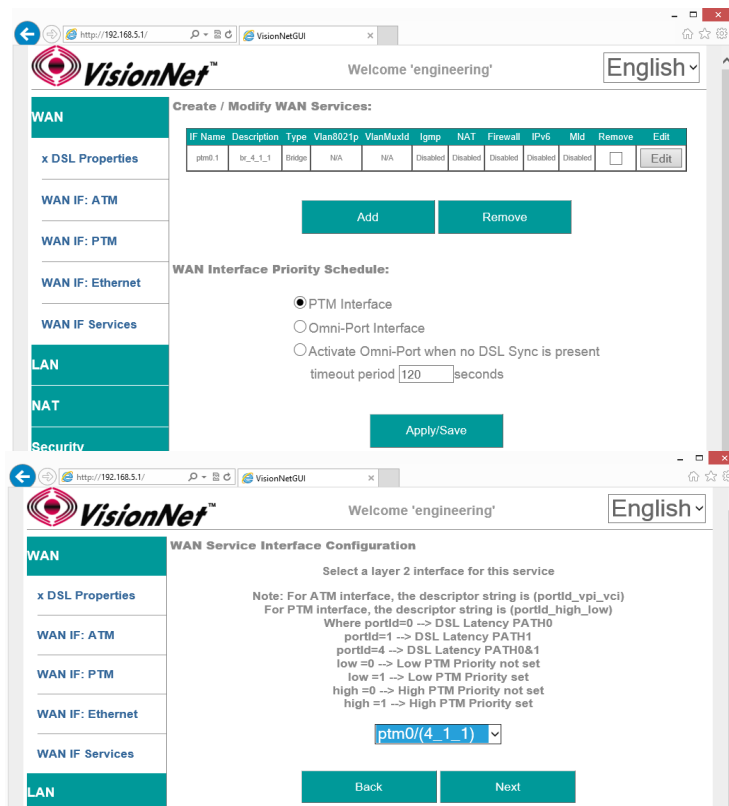 http://192.168.5.1/
VisionNetGUI
VisionNet™
Welcome 'engineering'
English
WAN
x DSL Properties
WAN IF: ATM
WAN IF: PTM
WAN IF: Ethernet
WAN IF Services
LAN
NAT
Security
Create / Modify WAN Services:
IF Name Description Type Vlan8021p VlanMuxId Igmp NAT Firewall IPv6 Mld Remove Edit
ptm0.1 br_4_1_1 Bridge N/A N/A Disabled Disabled Disabled Disabled Disabled Edit
Add Remove
WAN Interface Priority Schedule:
PTM Interface
Omni-Port Interface
Activate Omni-Port when no DSL Sync is present
timeout period 120 seconds
Apply/Save
http://192.168.5.1/
VisionNetGUI
VisionNet™
Welcome 'engineering'
English
WAN
x DSL Properties
WAN IF: ATM
WAN IF: PTM
WAN IF: Ethernet
WAN IF Services
LAN
WAN Service Interface Configuration
Select a layer 2 interface for this service
Note: For ATM interface, the descriptor string is (portId_vpi_vci)
For PTM interface, the descriptor string is (portId_high_low)
Where portId=0 --> DSL Latency PATH0
portId=1 --> DSL Latency PATH1
portId=4 --> DSL Latency PATH0&1
low =0 --> Low PTM Priority not set
low =1 --> Low PTM Priority set
high =0 --> High PTM Priority not set
high =1 --> High PTM Priority set
ptm0/(4_1_1)
Back Next